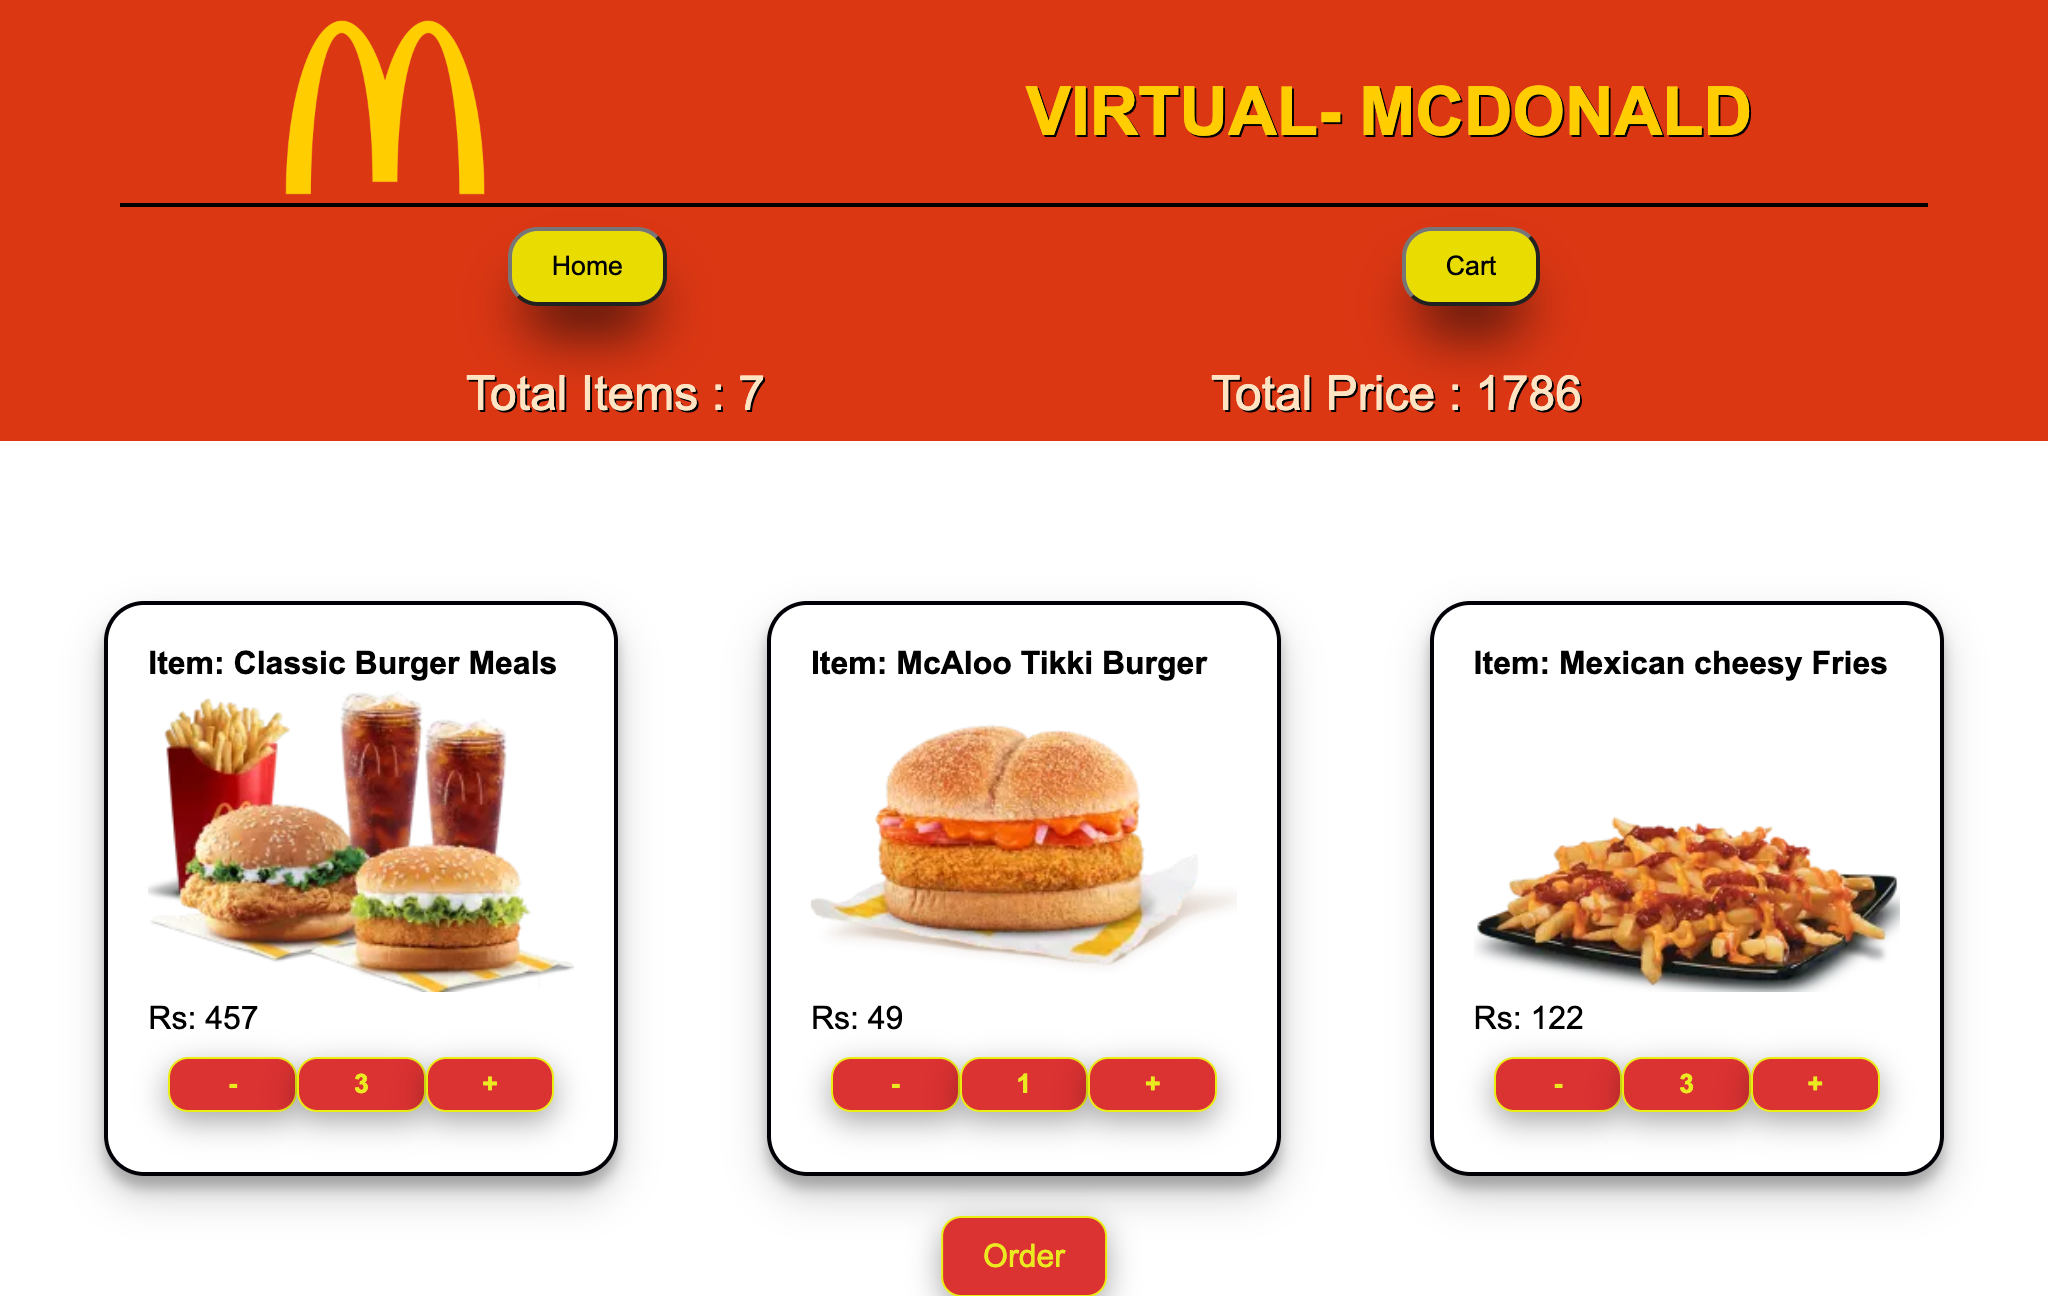 VIRTUAL- MCDONALD
Home
Cart
Total Items : 7
Total Price : 1786
Item: Classic Burger Meals
Rs: 457
- 3 +
Item: McAloo Tikki Burger
Rs: 49
- 1 +
Item: Mexican cheesy Fries
Rs: 122
- 3 +
Order